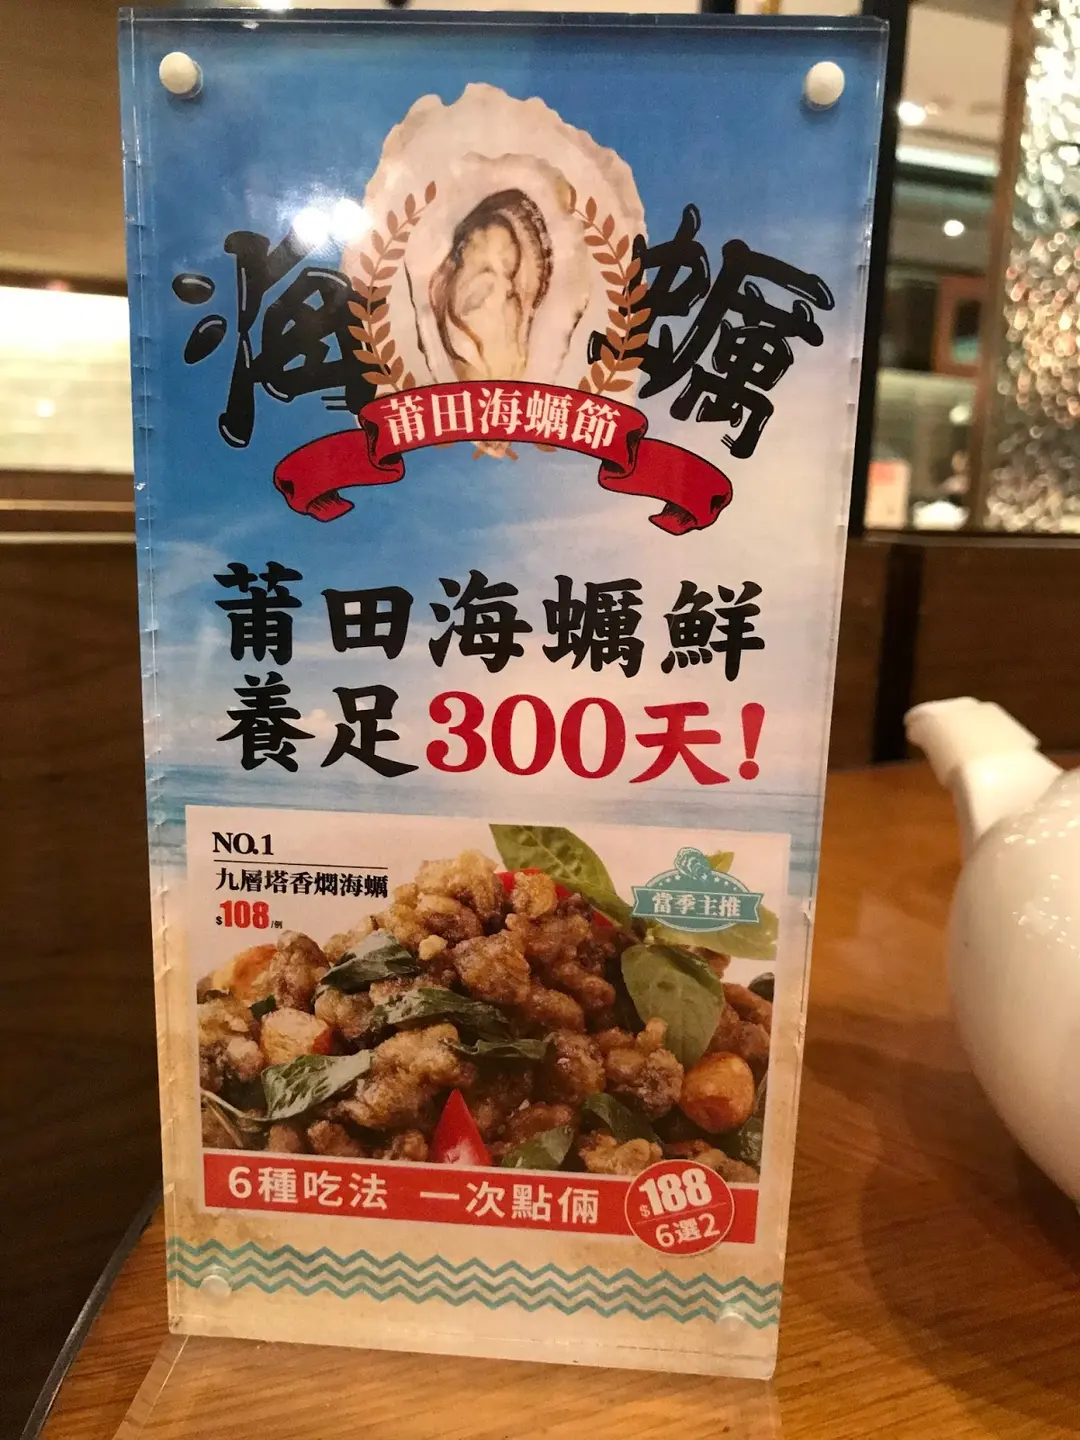 海蠣
莆田海蠣節
莆田海蠣鮮
養足300天!
NO.1
九層塔香燜海蠣
$108/例
當季主推
6種吃法 一次點倆
$188
6選2